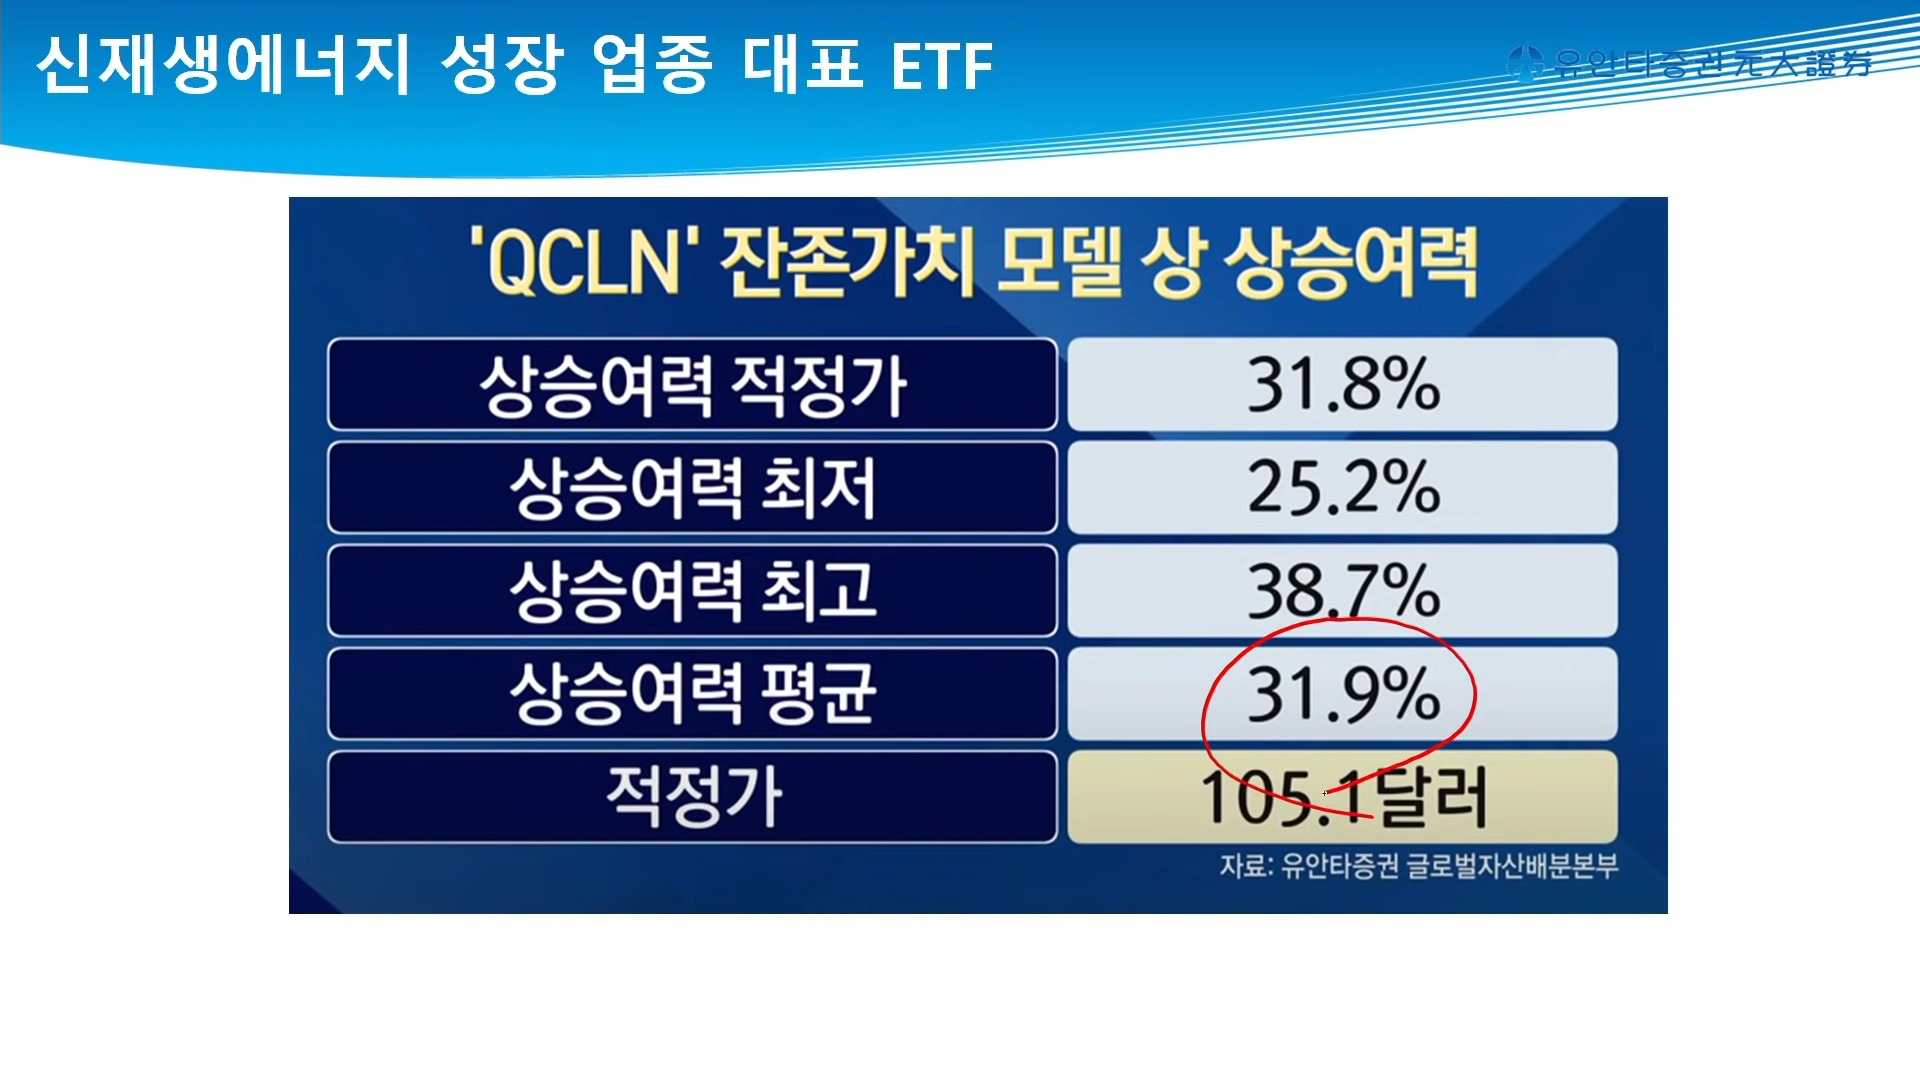 신재생에너지 성장 업종 대표 ETF
유안타증권 元大證券
'QCLN' 잔존가치 모델 상 상승여력
상승여력 적정가 31.8%
상승여력 최저 25.2%
상승여력 최고 38.7%
상승여력 평균 31.9%
적정가 105.1달러
자료: 유안타증권 글로벌자산배분본부